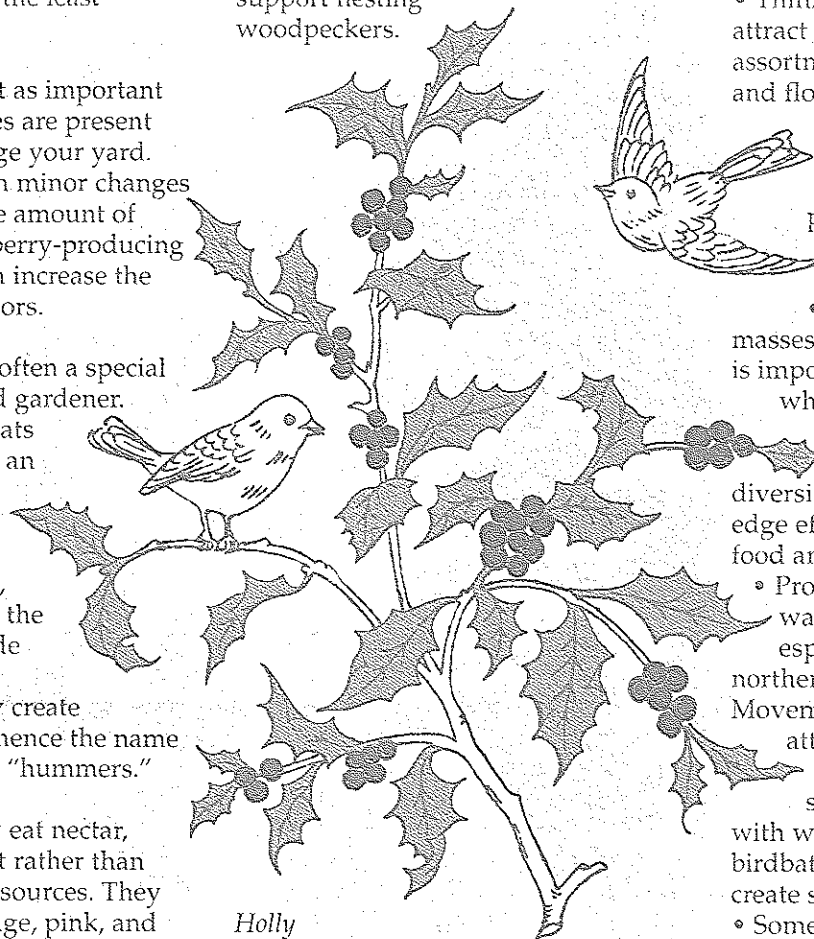 the least
t as important
es are present
ge your yard.
n minor changes
e amount of
berry-producing
n increase the
ors.
often a special
d gardener.
ats
an
the
de
y create
hence the name
"hummers."
y eat nectar,
t rather than
sources. They
ge, pink, and
support nesting
woodpeckers.
Holly
attract
assortm
and flo
masses
is impo
wh
diversi
edge ef
food an
• Pro
wa
esp
norther
Movem
att
s
with w
birdbat
create s
• Some